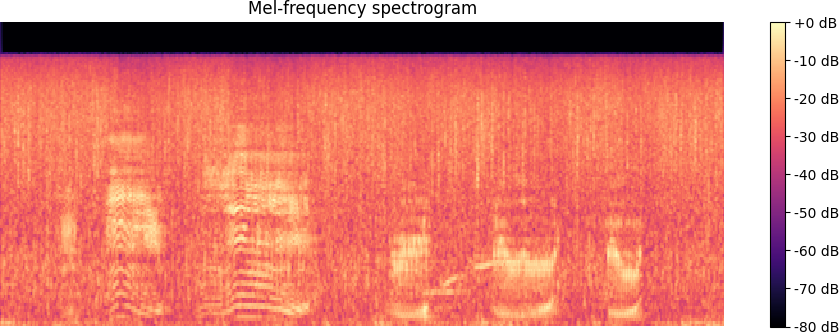 Mel-frequency spectrogram
+0 dB
-10 dB
-20 dB
-30 dB
-40 dB
-50 dB
-60 dB
-70 dB
-80 dB